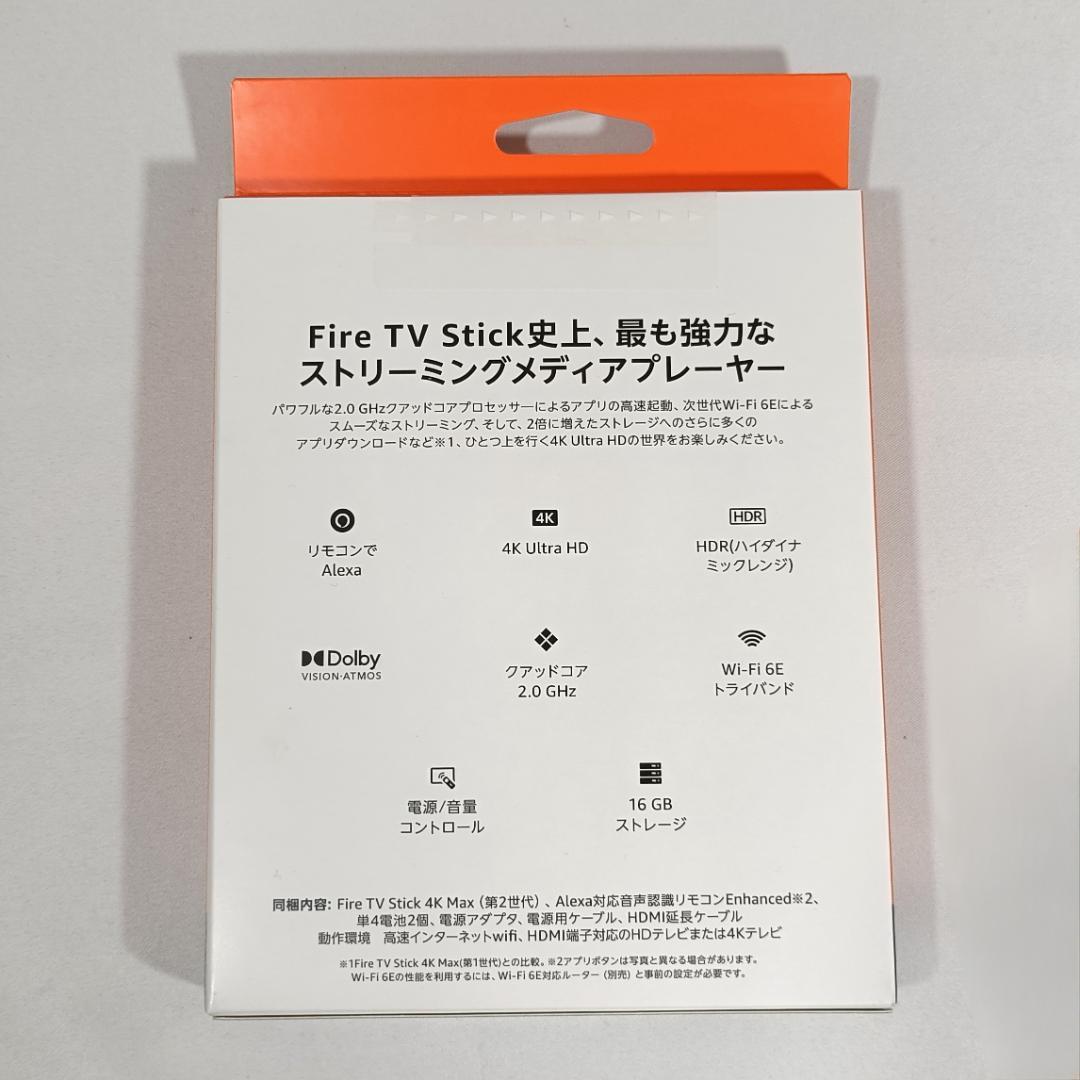 Fire TV Stick史上、最も強力な
ストリーミングメディアプレーヤー
パワフルな2.0 GHzクアッドコアプロセッサーによるアプリの高速起動、次世代Wi-Fi 6Eによる
スムーズなストリーミング、そして、2倍に増えたストレージへのさらに多くの
アプリダウンロードなど※1、ひとつ上を行く4K Ultra HDの世界をお楽しみください。
リモコンで
Alexa
4K
4K Ultra HD
HDR
HDR(ハイダイナ
ミックレンジ)
Dolby
VISION·ATMOS
クアッドコア
2.0 GHz
Wi-Fi 6E
トライバンド
電源/音量
コントロール
16 GB
ストレージ
同梱内容: Fire TV Stick 4K Max（第2世代）、Alexa対応音声認識リモコンEnhanced※2、
単4電池2個、電源アダプタ、電源用ケーブル、HDMI延長ケーブル
動作環境　高速インターネットwifi、HDMI端子対応のHDテレビまたは4Kテレビ
※1Fire TV Stick 4K Max(第1世代)との比較。※2アプリボタンは写真と異なる場合があります。
Wi-Fi 6Eの性能を利用するには、Wi-Fi 6E対応ルーター（別売）と事前の設定が必要です。